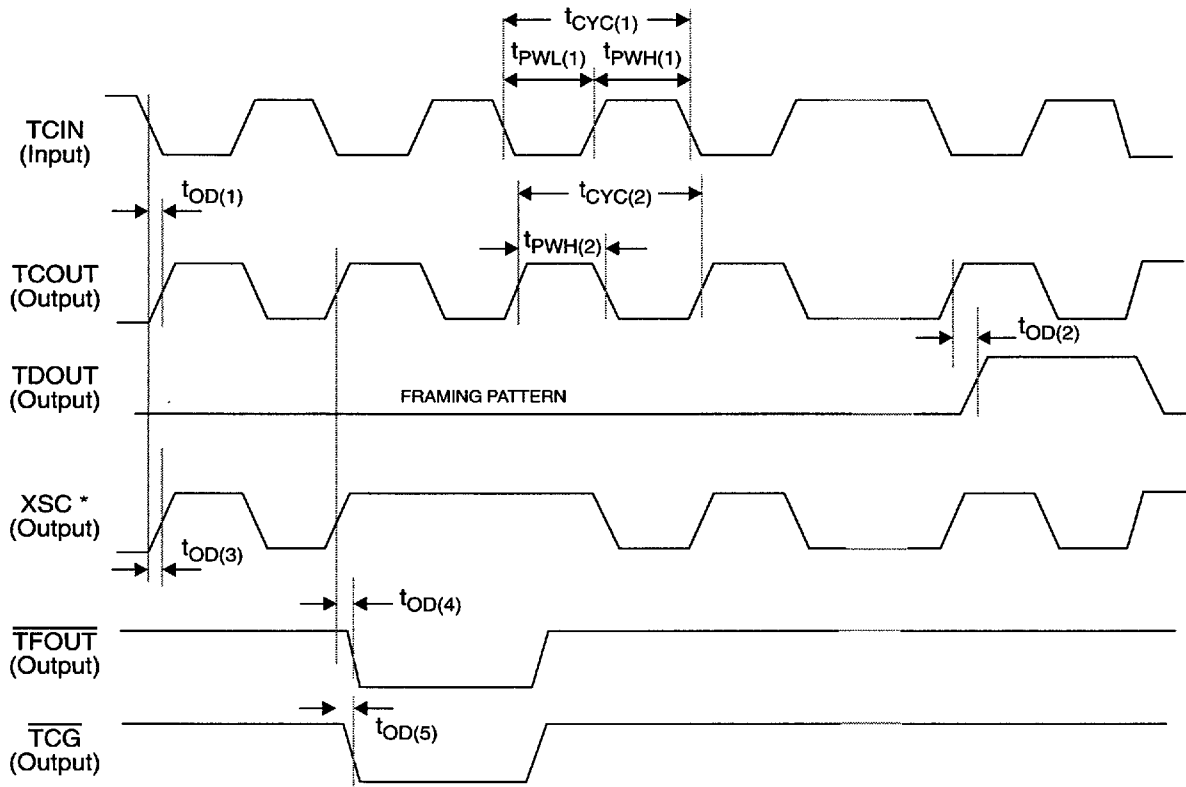 tCYC(1)
tPWL(1) tPWH(1)
TCIN
(Input)
tOD(1)
tCYC(2)
tPWH(2)
TCOUT
(Output)
tOD(2)
TDOUT
(Output)
FRAMING PATTERN
XSC *
(Output)
tOD(3)
tOD(4)
TFOUT
(Output)
tOD(5)
TCG
(Output)